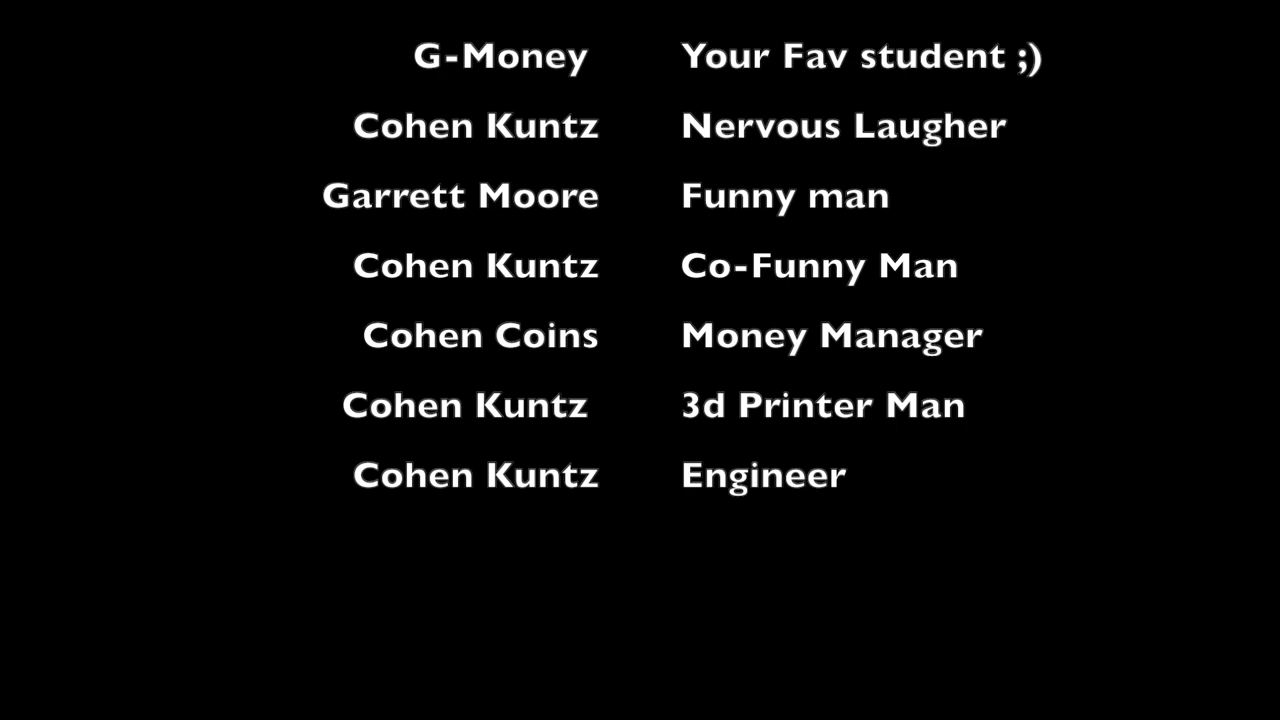 G-Money Your Fav student ;)
Cohen Kuntz Nervous Laugher
Garrett Moore Funny man
Cohen Kuntz Co-Funny Man
Cohen Coins Money Manager
Cohen Kuntz 3d Printer Man
Cohen Kuntz Engineer